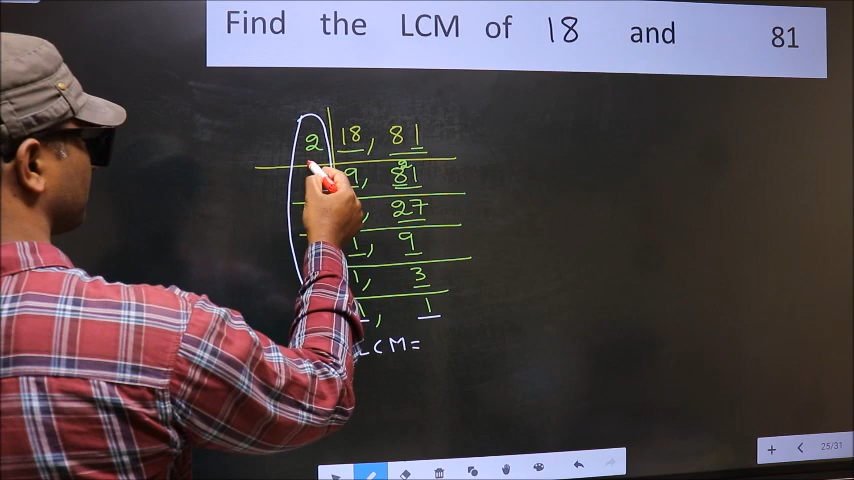 Find the LCM of 18 and 81
2 18, 81
9, 81 2
, 27
1, 9
1, 3
1, 1
LCM=
25/31